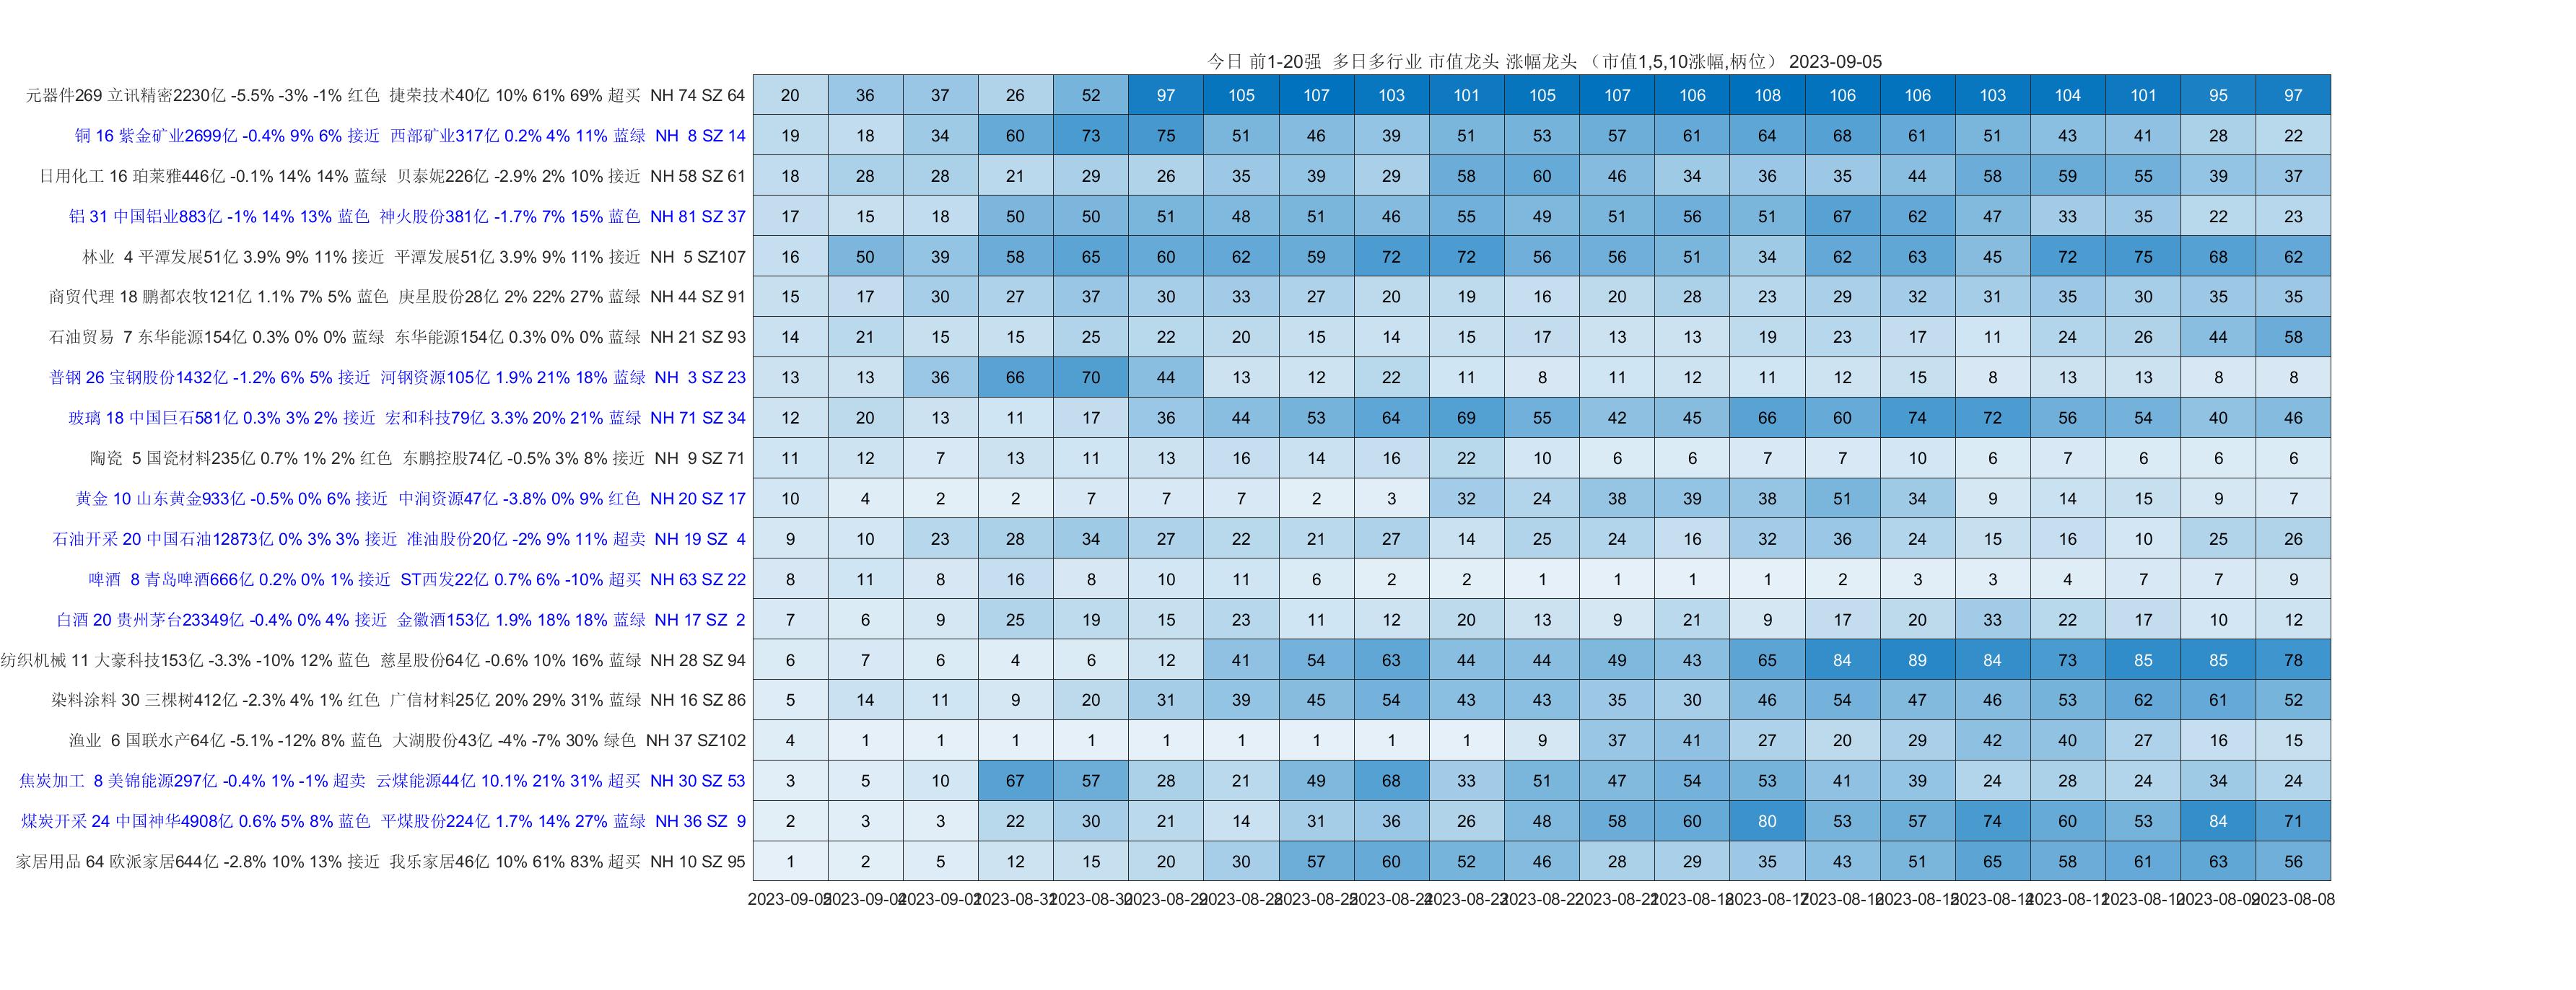 今日 前1-20强 多日多行业 市值龙头 涨幅龙头 （市值1,5,10涨幅,柄位） 2023-09-05
元器件269 立讯精密2230亿 -5.5% -3% -1% 红色 捷荣技术40亿 10% 61% 69% 超买 NH 74 SZ 64 20 36 37 26 52 97 105 107 103 101 105 107 106 108 106 106 103 104 101 95 97
铜 16 紫金矿业2699亿 -0.4% 9% 6% 接近 西部矿业317亿 0.2% 4% 11% 蓝绿 NH 8 SZ 14 19 18 34 60 73 75 51 46 39 51 53 57 61 64 68 61 51 43 41 28 22
日用化工 16 珀莱雅446亿 -0.1% 14% 14% 蓝绿 贝泰妮226亿 -2.9% 2% 10% 接近 NH 58 SZ 61 18 28 28 21 29 26 35 39 29 58 60 46 34 36 35 44 58 59 55 39 37
铝 31 中国铝业883亿 -1% 14% 13% 蓝色 神火股份381亿 -1.7% 7% 15% 蓝色 NH 81 SZ 37 17 15 18 50 50 51 48 51 46 55 49 51 56 51 67 62 47 33 35 22 23
林业 4 平潭发展51亿 3.9% 9% 11% 接近 平潭发展51亿 3.9% 9% 11% 接近 NH 5 SZ107 16 50 39 58 65 60 62 59 72 72 56 56 51 34 62 63 45 72 75 68 62
商贸代理 18 鹏都农牧121亿 1.1% 7% 5% 蓝色 庚星股份28亿 2% 22% 27% 蓝绿 NH 44 SZ 91 15 17 30 27 37 30 33 27 20 19 16 20 28 23 29 32 31 35 30 35 35
石油贸易 7 东华能源154亿 0.3% 0% 0% 蓝绿 东华能源154亿 0.3% 0% 0% 蓝绿 NH 21 SZ 93 14 21 15 15 25 22 20 15 14 15 17 13 13 19 23 17 11 24 26 44 58
普钢 26 宝钢股份1432亿 -1.2% 6% 5% 接近 河钢资源105亿 1.9% 21% 18% 蓝绿 NH 3 SZ 23 13 13 36 66 70 44 13 12 22 11 8 11 12 11 12 15 8 13 13 8 8
玻璃 18 中国巨石581亿 0.3% 3% 2% 接近 宏和科技79亿 3.3% 20% 21% 蓝绿 NH 71 SZ 34 12 20 13 11 17 36 44 53 64 69 55 42 45 66 60 74 72 56 54 40 46
陶瓷 5 国瓷材料235亿 0.7% 1% 2% 红色 东鹏控股74亿 -0.5% 3% 8% 接近 NH 9 SZ 71 11 12 7 13 11 13 16 14 16 22 10 6 6 7 7 10 6 7 6 6 6
黄金 10 山东黄金933亿 -0.5% 0% 6% 接近 中润资源47亿 -3.8% 0% 9% 红色 NH 20 SZ 17 10 4 2 2 7 7 7 2 3 32 24 38 39 38 51 34 9 14 15 9 7
石油开采 20 中国石油12873亿 0% 3% 3% 接近 准油股份20亿 -2% 9% 11% 超卖 NH 19 SZ 4 9 10 23 28 34 27 22 21 27 14 25 24 16 32 36 24 15 16 10 25 26
啤酒 8 青岛啤酒666亿 0.2% 0% 1% 接近 ST西发22亿 0.7% 6% -10% 超买 NH 63 SZ 22 8 11 8 16 8 10 11 6 2 2 1 1 1 1 2 3 3 4 7 7 9
白酒 20 贵州茅台23349亿 -0.4% 0% 4% 接近 金徽酒153亿 1.9% 18% 18% 蓝绿 NH 17 SZ 2 7 6 9 25 19 15 23 11 12 20 13 9 21 9 17 20 33 22 17 10 12
纺织机械 11 大豪科技153亿 -3.3% -10% 12% 蓝色 慈星股份64亿 -0.6% 10% 16% 蓝绿 NH 28 SZ 94 6 7 6 4 6 12 41 54 63 44 44 49 43 65 84 89 84 73 85 85 78
染料涂料 30 三棵树412亿 -2.3% 4% 1% 红色 广信材料25亿 20% 29% 31% 蓝绿 NH 16 SZ 86 5 14 11 9 20 31 39 45 54 43 43 35 30 46 54 47 46 53 62 61 52
渔业 6 国联水产64亿 -5.1% -12% 8% 蓝色 大湖股份43亿 -4% -7% 30% 绿色 NH 37 SZ102 4 1 1 1 1 1 1 1 1 1 9 37 41 27 20 29 42 40 27 16 15
焦炭加工 8 美锦能源297亿 -0.4% 1% -1% 超卖 云煤能源44亿 10.1% 21% 31% 超买 NH 30 SZ 53 3 5 10 67 57 28 21 49 68 33 51 47 54 53 41 39 24 28 24 34 24
煤炭开采 24 中国神华4908亿 0.6% 5% 8% 蓝色 平煤股份224亿 1.7% 14% 27% 蓝绿 NH 36 SZ 9 2 3 3 22 30 21 14 31 36 26 48 58 60 80 53 57 74 60 53 84 71
家居用品 64 欧派家居644亿 -2.8% 10% 13% 接近 我乐家居46亿 10% 61% 83% 超买 NH 10 SZ 95 1 2 5 12 15 20 30 57 60 52 46 28 29 35 43 51 65 58 61 63 56
2023-09-05 2023-09-04 2023-09-01 2023-08-31 2023-08-30 2023-08-29 2023-08-28 2023-08-25 2023-08-24 2023-08-23 2023-08-22 2023-08-21 2023-08-18 2023-08-17 2023-08-16 2023-08-15 2023-08-14 2023-08-11 2023-08-10 2023-08-09 2023-08-08